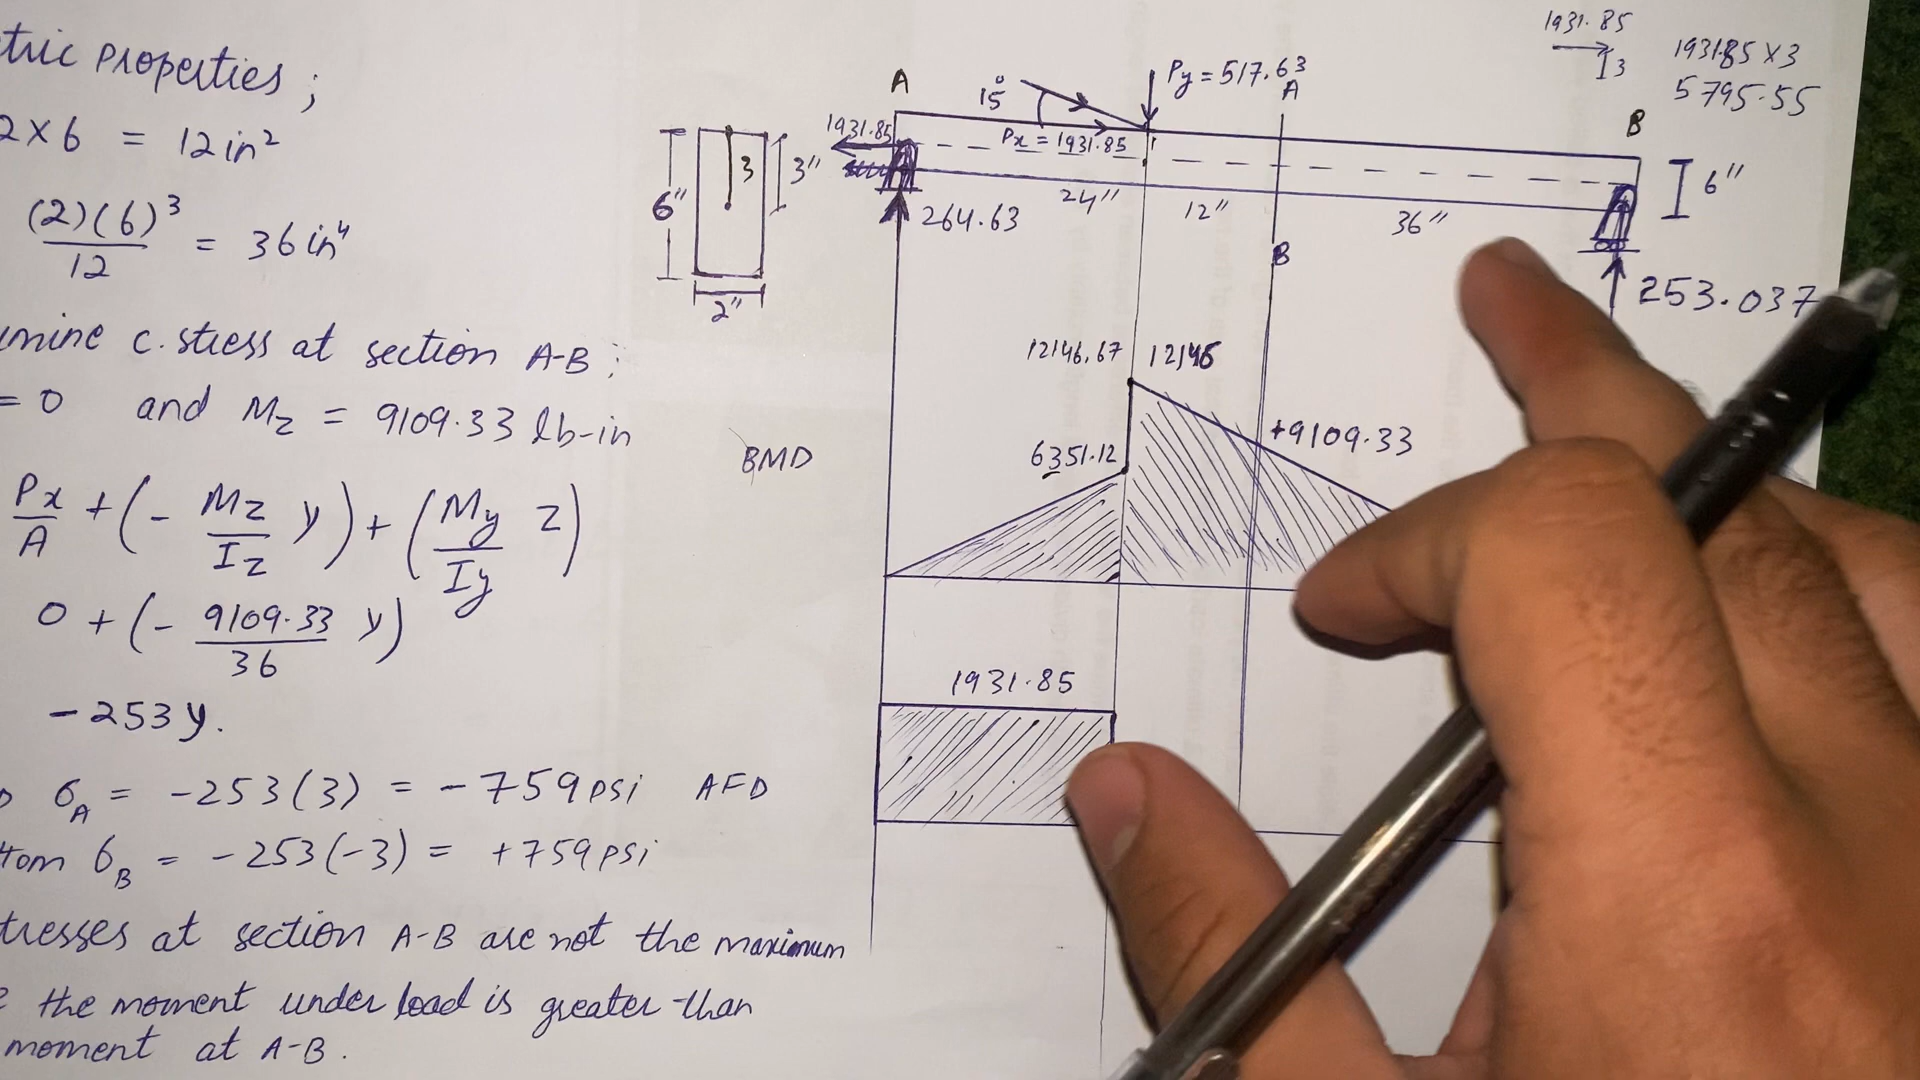 tric properties ;
2 x 6 = 12 in²
(2)(6)³
12
= 36 in⁴
mine c. stress at section A-B ;
= 0 and Mz = 9109.33 lb-in
Px/A + (- Mz/Iz y) + (My/Iy z)
0 + (- 9109.33/36 y)
-253y.
σA = -253(3) = -759 psi
ttom σB = -253(-3) = +759 psi
tresses at section A-B are not the maximum
the moment under load is greater than
moment at A-B.
6"
3
3"
2"
A
15°
Py = 517.63
A
B
1931.85
Px = 1931.85
24"
12"
36"
6"
264.63
B
253.037
1931.85
3
1931.85 x 3
5795.55
BMD
12146.67
12146
6351.12
+9109.33
AFD
1931.85